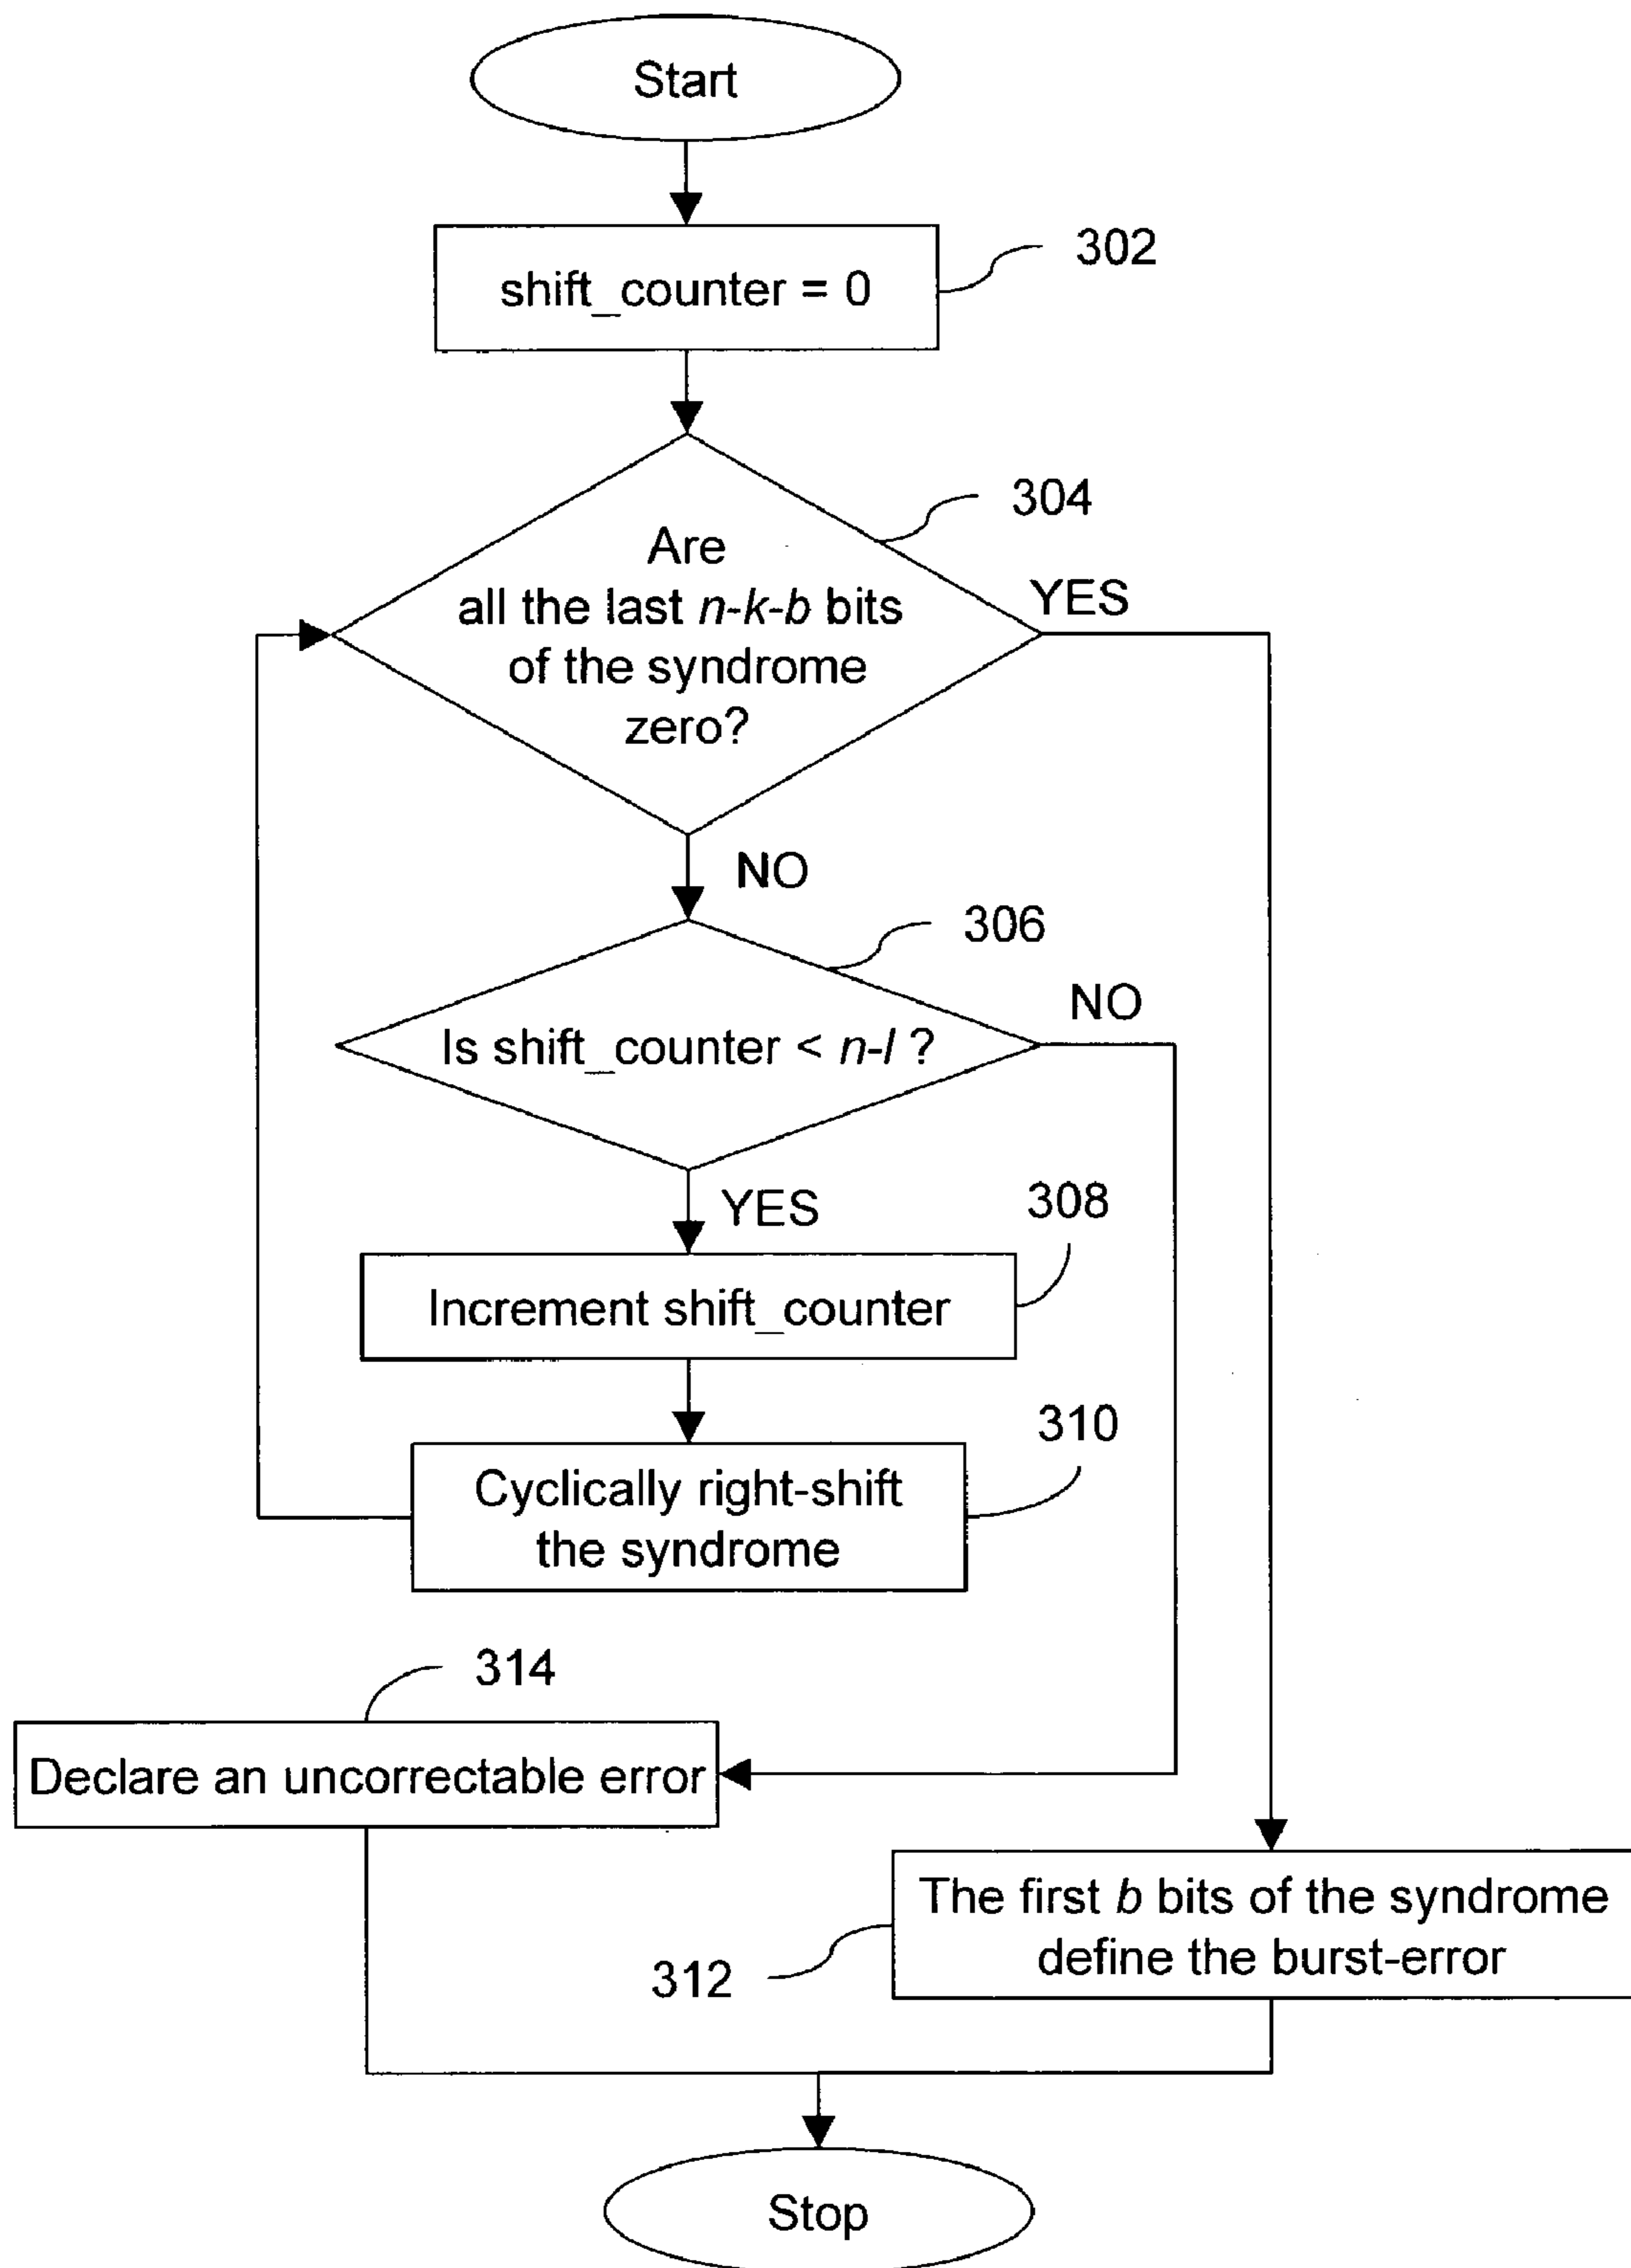 Start
shift_counter = 0
302
304
Are
all the last n-k-b bits
of the syndrome
zero?
YES
NO
306
Is shift_counter < n-l ?
NO
YES
308
Increment shift_counter
310
Cyclically right-shift
the syndrome
314
Declare an uncorrectable error
The first b bits of the syndrome
define the burst-error
312
Stop